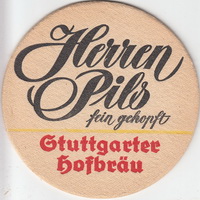 Herren
Pils
fein gehopft
Stuttgarter
Hofbräu